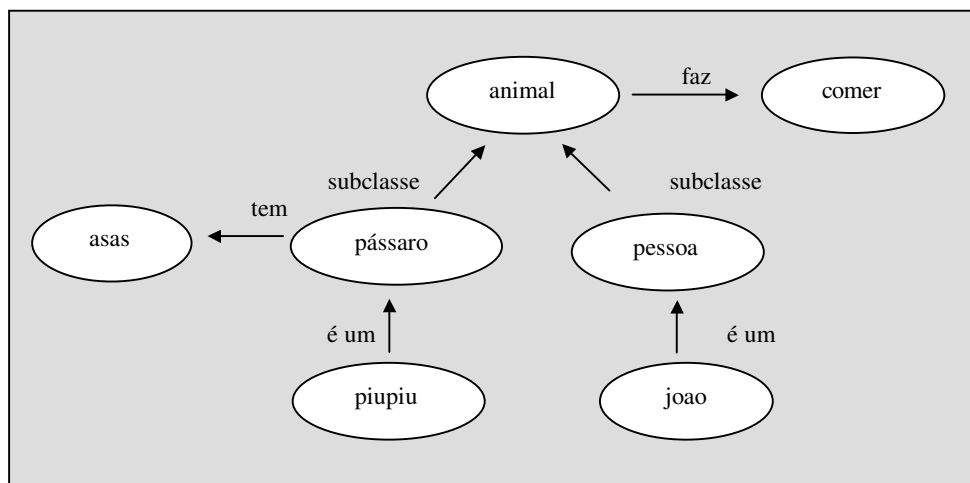 faz
animal
comer
subclasse
subclasse
tem
asas
pássaro
pessoa
é um
é um
piupiu
joao